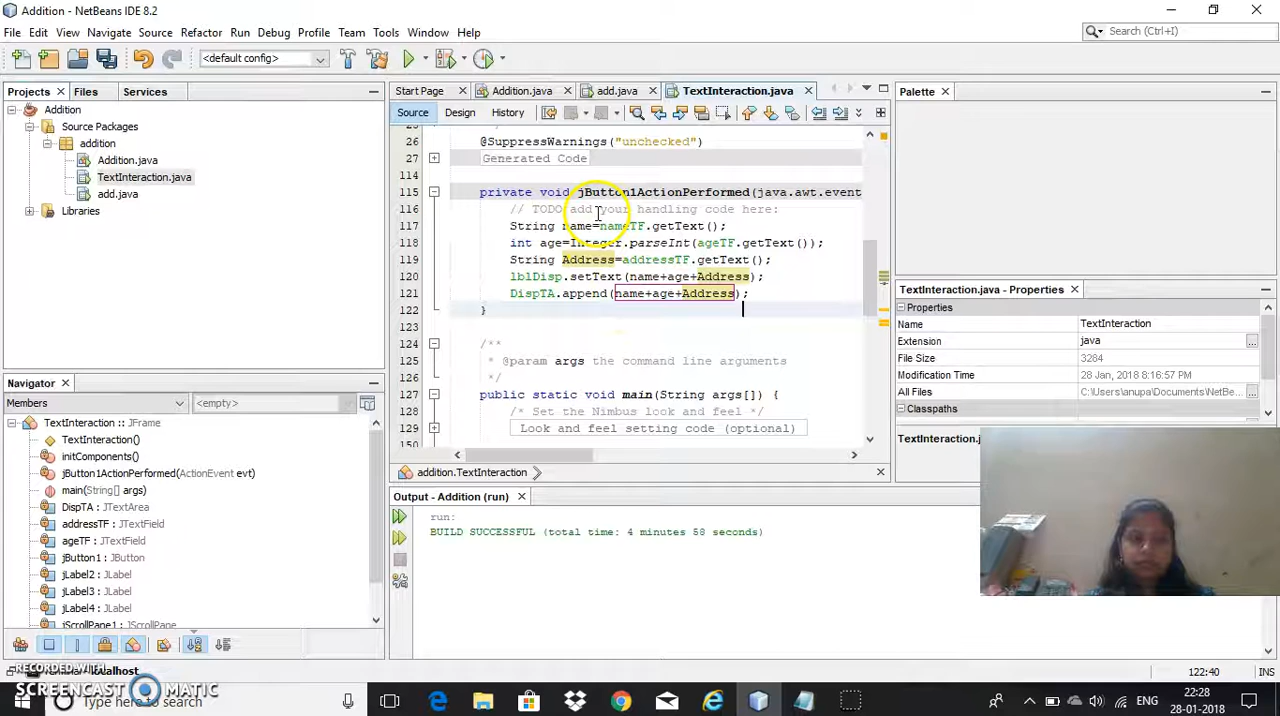 Addition - NetBeans IDE 8.2
File Edit View Navigate Source Refactor Run Debug Profile Team Tools Window Help
Search (Ctrl+I)
<default config>
Projects Files Services
Start Page Addition.java add.java TextInteraction.java
Palette
Source Design History
Addition
Source Packages
addition
Addition.java
TextInteraction.java
add.java
Libraries
26 @SuppressWarnings("unchecked")
27 Generated Code
114
115 private void jButton1ActionPerformed(java.awt.event
116 // TODO add your handling code here:
117 String name=nameTF.getText();
118 int age=Integer.parseInt(ageTF.getText());
119 String Address=addressTF.getText();
120 lblDisp.setText(name+age+Address);
121 DispTA.append(name+age+Address);
122 }
123
124 /**
125 * @param args the command line arguments
126 */
127 public static void main(String args[]) {
128 /* Set the Nimbus look and feel */
129 Look and feel setting code (optional)
150
addition.TextInteraction
TextInteraction.java - Properties
Properties
Name TextInteraction
Extension java
File Size 3284
Modification Time 28 Jan, 2018 8:16:57 PM
All Files C:\Users\anupa\Documents\NetBe...
Classpaths
TextInteraction.j
Navigator
Members <empty>
TextInteraction :: JFrame
TextInteraction()
initComponents()
jButton1ActionPerformed(ActionEvent evt)
main(String[] args)
DispTA : JTextArea
addressTF : JTextField
ageTF : JTextField
jButton1 : JButton
jLabel2 : JLabel
jLabel3 : JLabel
jLabel4 : JLabel
jScrollPane1 : JScrollPane
Output - Addition (run)
run:
BUILD SUCCESSFUL (total time: 4 minutes 58 seconds)
localhost
122:40 INS
RECORDED WITH
SCREENCAST MATIC
here to search
ENG
22:28
28-01-2018